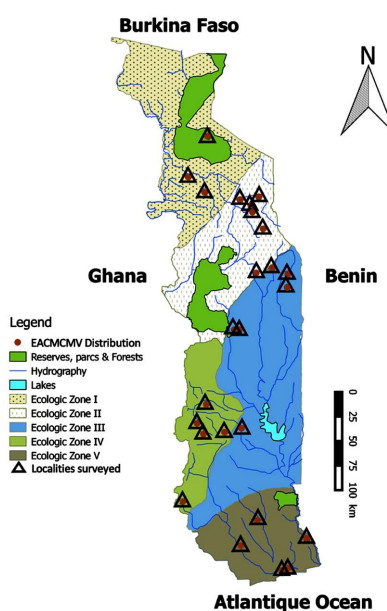 Burkina Faso
N
Ghana
Benin
Legend
EACMCMV Distribution
Reserves, parcs & Forests
Hydrography
Lakes
Ecologic Zone I
Ecologic Zone II
Ecologic Zone III
Ecologic Zone IV
Ecologic Zone V
Localities surveyed
0
25
50
75
100
km
Atlantique Ocean